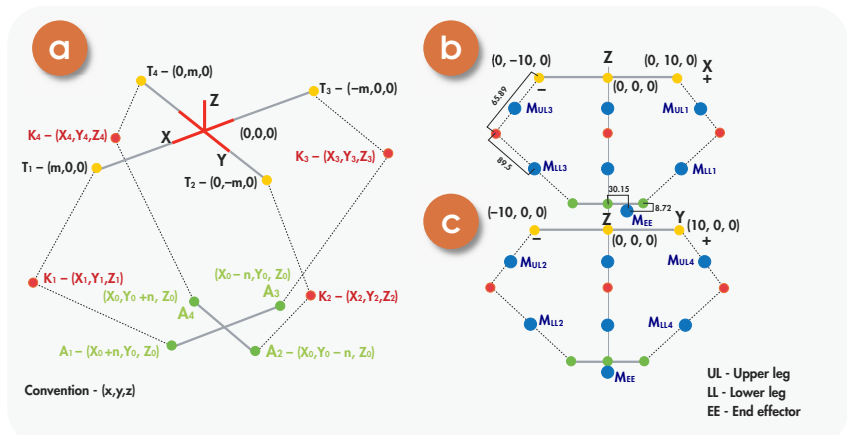 a
T4 – (0,m,0)
T3 – (–m,0,0)
Z
X
(0,0,0)
Y
K4 – (X4,Y4,Z4)
K3 – (X3,Y3,Z3)
T1 – (m,0,0)
T2 – (0,–m,0)
K1 – (X1,Y1,Z1)
(X0,Y0 +n, Z0)
A4
(X0– n,Y0, Z0)
A3
K2 – (X2,Y2,Z2)
A1 – (X0+n,Y0, Z0)
A2 – (X0,Y0 – n, Z0)
Convention - (x,y,z)
b
(0, –10, 0)
Z
(0, 10, 0)
X
+
–
(0, 0, 0)
65.89
MUL3
MUL1
89.5
MLL3
MLL1
30.15
8.72
MEE
c
(–10, 0, 0)
Z
Y
(10, 0, 0)
–
(0, 0, 0)
+
MUL2
MUL4
MLL2
MLL4
MEE
UL - Upper leg
LL - Lower leg
EE - End effector